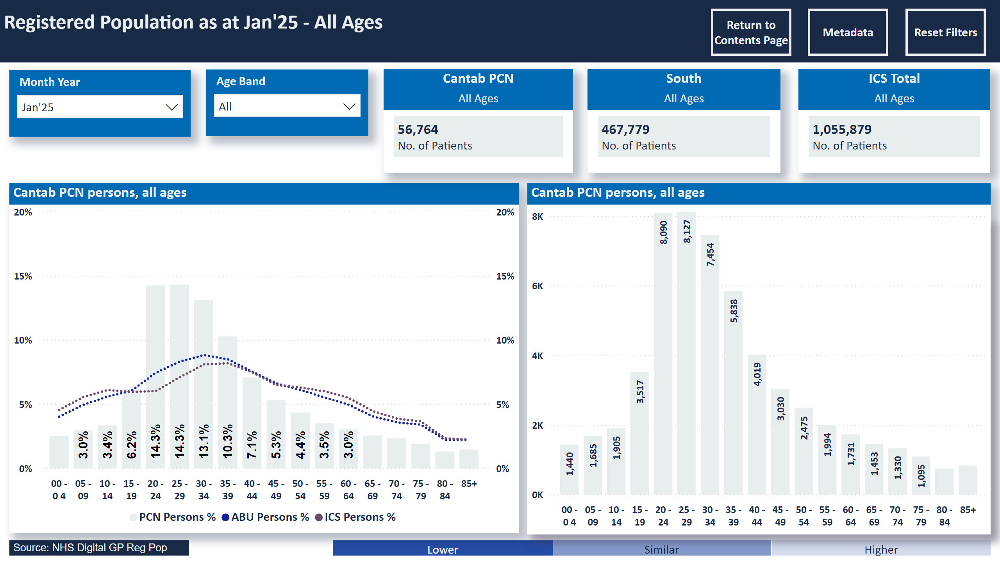 Registered Population as at Jan'25 - All Ages
Return to
Contents Page
Metadata
Reset Filters
Month Year
Jan'25
Age Band
All
Cantab PCN
All Ages
56,764
No. of Patients
South
All Ages
467,779
No. of Patients
ICS Total
All Ages
1,055,879
No. of Patients
Cantab PCN persons, all ages
20%
15%
10%
5%
0%
20%
15%
10%
5%
0%
3.0%
3.4%
6.2%
14.3%
14.3%
13.1%
10.3%
7.1%
5.3%
4.4%
3.5%
3.0%
00 - 05 - 10 - 15 - 20 - 25 - 30 - 35 - 40 - 45 - 50 - 55 - 60 - 65 - 70 - 75 - 80 - 85+
0 4 09 14 19 24 29 34 39 44 49 54 59 64 69 74 79 84
PCN Persons % ABU Persons % ICS Persons %
Cantab PCN persons, all ages
8K
6K
4K
2K
0K
1,440
1,685
1,905
3,517
8,090
8,127
7,454
5,838
4,019
3,030
2,475
1,994
1,731
1,453
1,330
1,095
00 - 05 - 10 - 15 - 20 - 25 - 30 - 35 - 40 - 45 - 50 - 55 - 60 - 65 - 70 - 75 - 80 - 85+
0 4 09 14 19 24 29 34 39 44 49 54 59 64 69 74 79 84
Source: NHS Digital GP Reg Pop
Lower
Similar
Higher